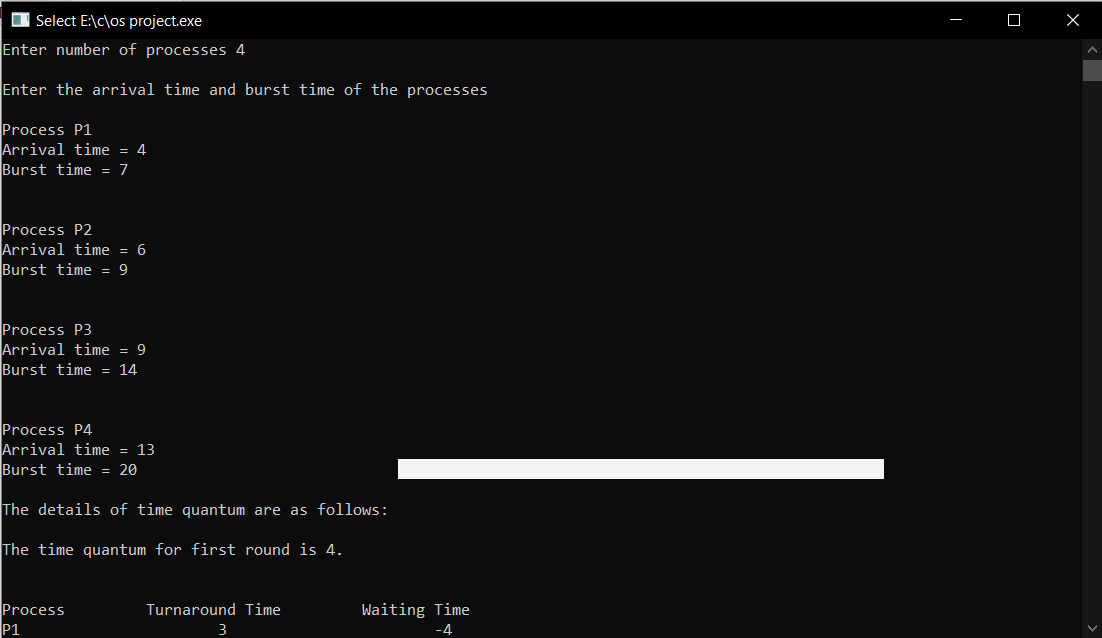 Select E:\c\os project.exe
Enter number of processes 4
Enter the arrival time and burst time of the processes
Process P1
Arrival time = 4
Burst time = 7
Process P2
Arrival time = 6
Burst time = 9
Process P3
Arrival time = 9
Burst time = 14
Process P4
Arrival time = 13
Burst time = 20
The details of time quantum are as follows:
The time quantum for first round is 4.
Process Turnaround Time Waiting Time
P1 3 -4